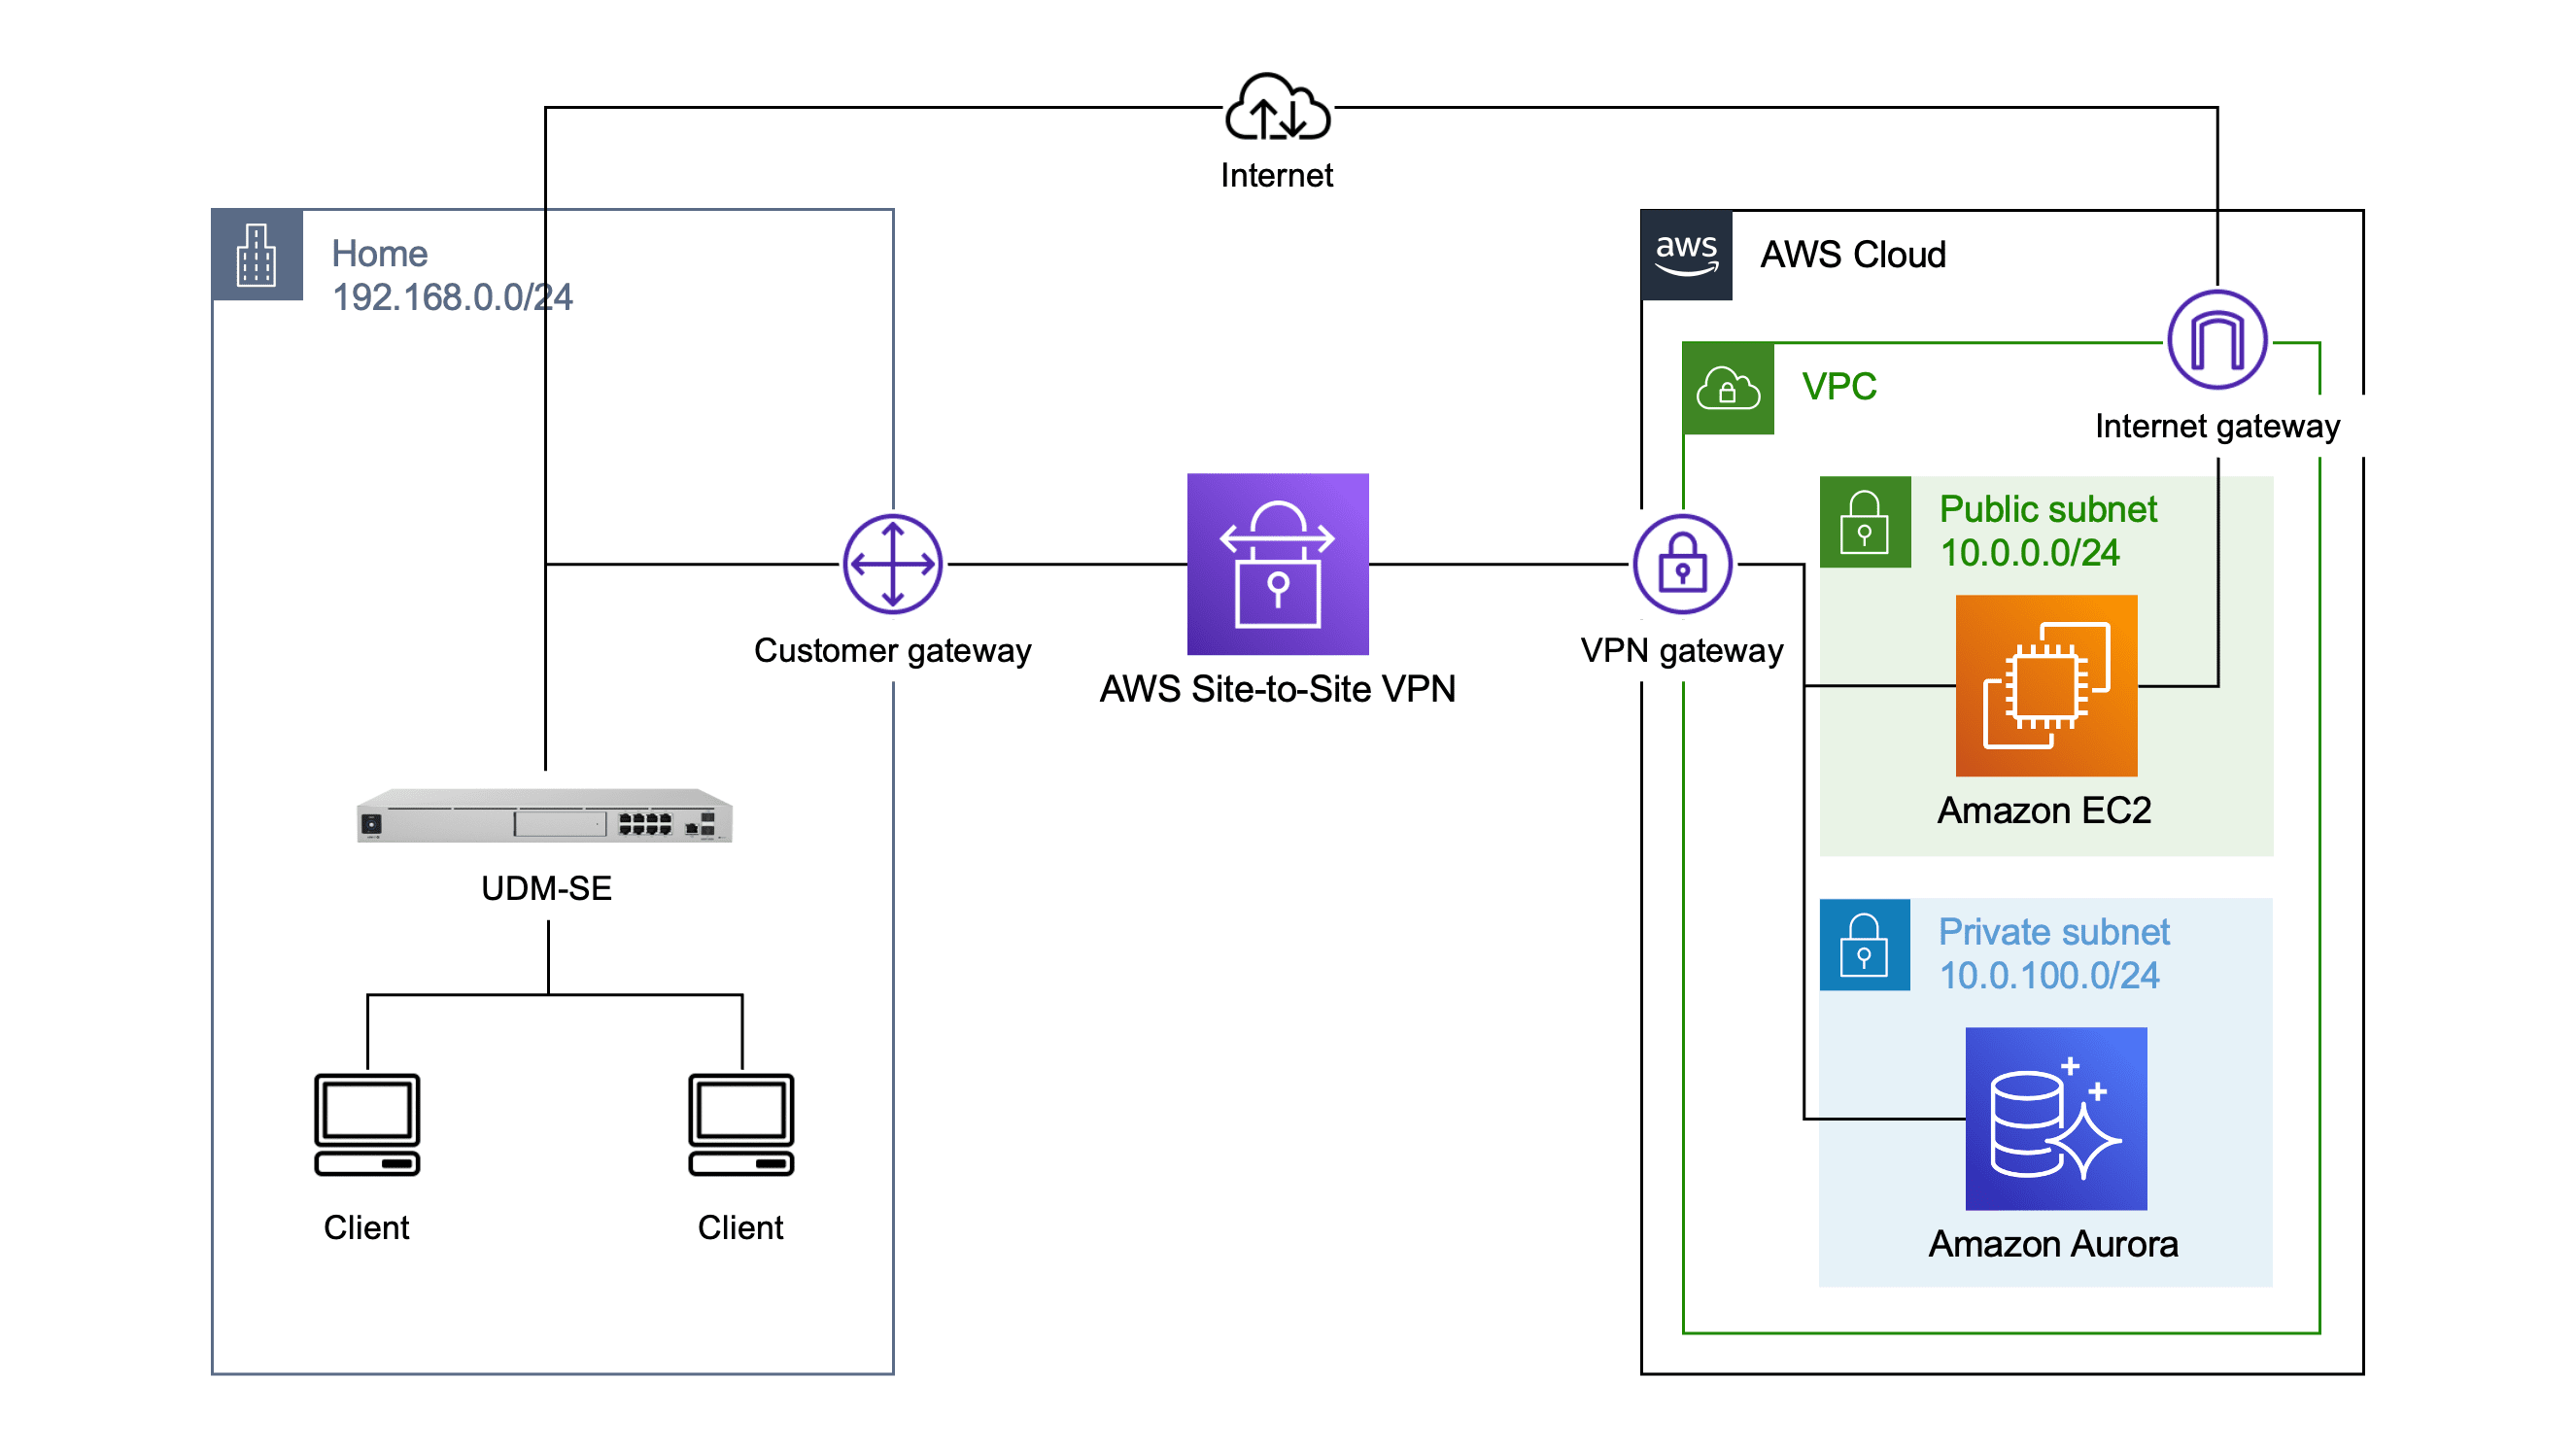 Internet
Home
192.168.0.0/24
aws
AWS Cloud
VPC
Internet gateway
Public subnet
10.0.0.0/24
Customer gateway
AWS Site-to-Site VPN
VPN gateway
Amazon EC2
UDM-SE
Private subnet
10.0.100.0/24
Client
Client
Amazon Aurora